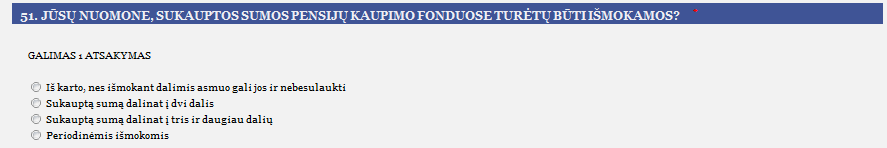 51. JŪSŲ NUOMONE, SUKAUPTOS SUMOS PENSIJŲ KAUPIMO FONDUOSE TURĖTŲ BŪTI IŠMOKAMOS? *
GALIMAS 1 ATSAKYMAS
Iš karto, nes išmokant dalimis asmuo gali jos ir nebesulaukti
Sukauptą sumą dalinat į dvi dalis
Sukauptą sumą dalinat į tris ir daugiau dalių
Periodinėmis išmokomis